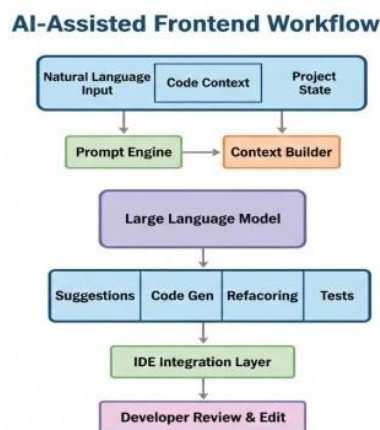 AI-Assisted Frontend Workflow
Natural Language
Input
Code Context
Project
State
Prompt Engine
Context Builder
Large Language Model
Suggestions
Code Gen
Refacoring
Tests
IDE Integration Layer
Developer Review & Edit